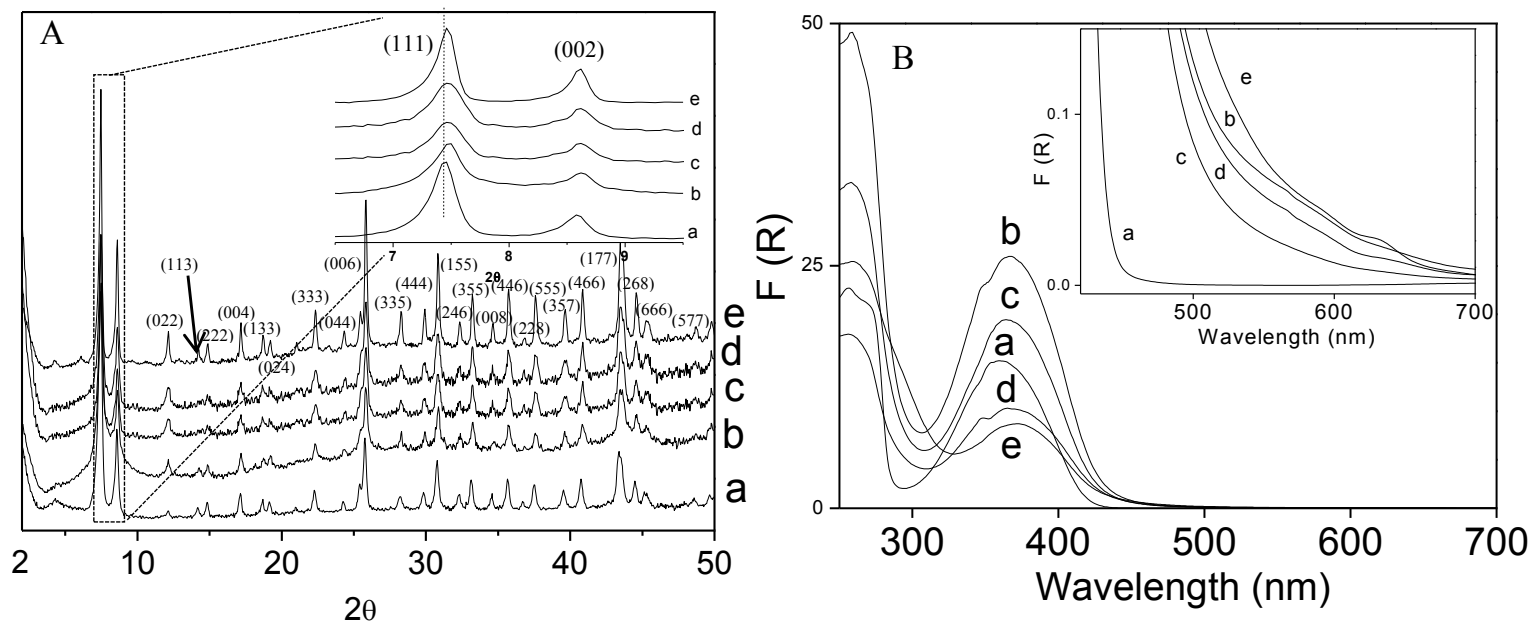 A
(111)
(002)
e
d
c
b
a
7
8
9
2θ
(113)
(022)
(222)
(004)
(133)
(024)
(333)
(044)
(006)
(335)
(444)
(155)
(246)
(355)
(008)
(446)
(228)
(555)
(357)
(466)
(177)
(268)
(666)
(577)
e
d
c
b
a
2
10
20
30
40
50
2θ
B
50
25
0
F (R)
b
c
a
d
e
300
400
500
600
700
Wavelength (nm)
0.1
0.0
F (R)
a
c
d
b
e
500
600
700
Wavelength (nm)